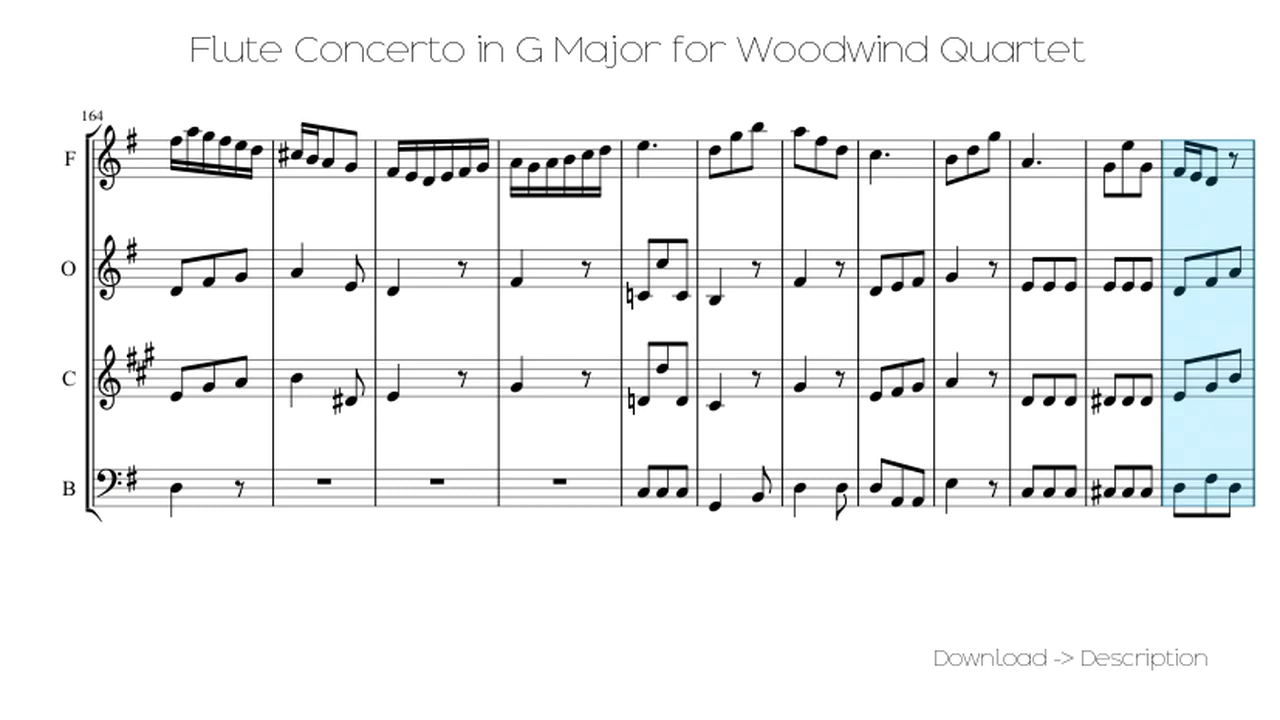 Flute Concerto in G Major for Woodwind Quartet
164
F
O
C
B
Download -> Description